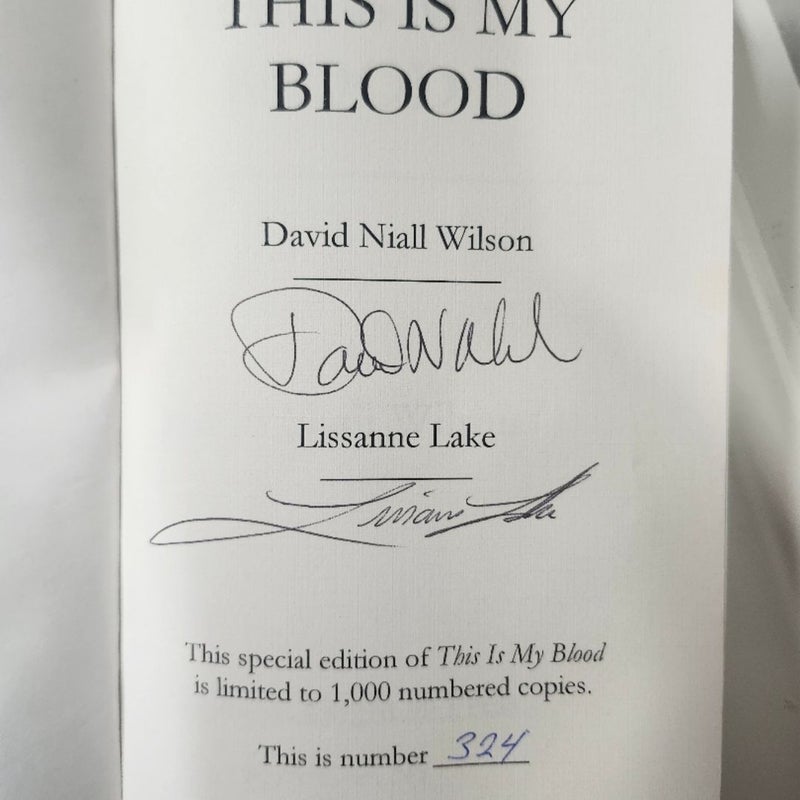 THIS IS MY
BLOOD
David Niall Wilson
Lissanne Lake
This special edition of This Is My Blood
is limited to 1,000 numbered copies.
This is number 324